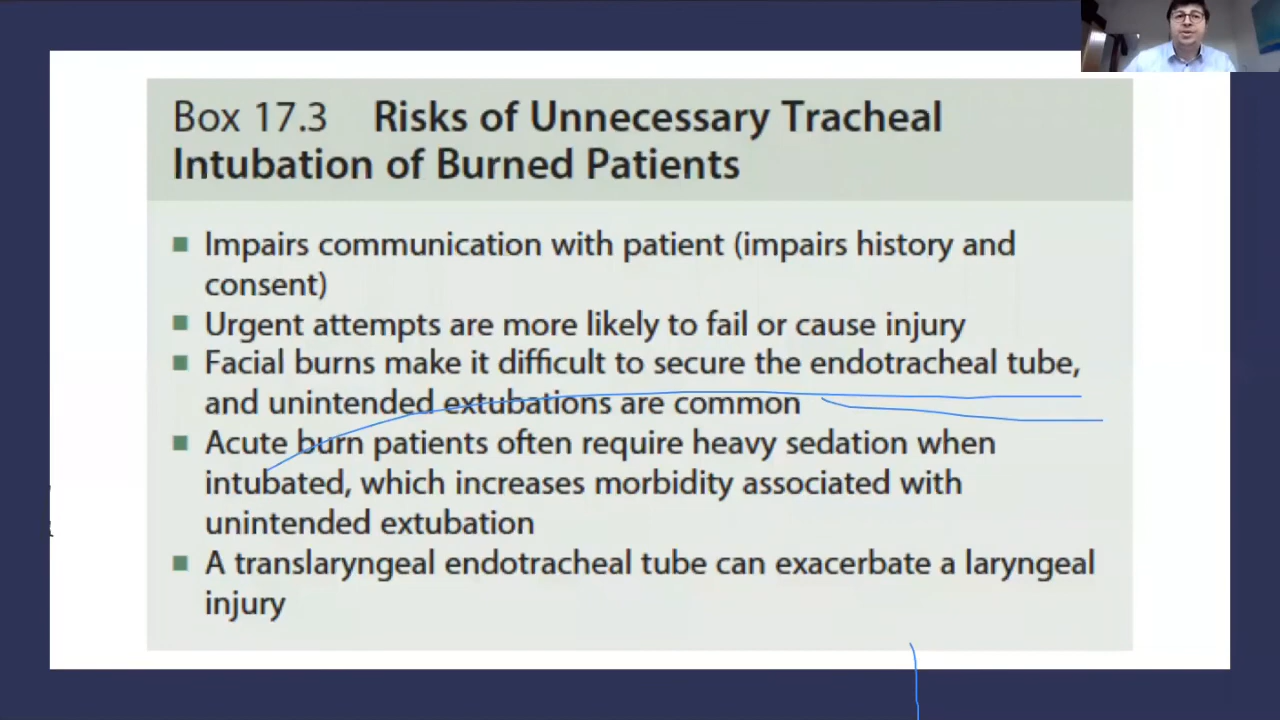 Box 17.3 Risks of Unnecessary Tracheal
Intubation of Burned Patients
■ Impairs communication with patient (impairs history and
consent)
■ Urgent attempts are more likely to fail or cause injury
■ Facial burns make it difficult to secure the endotracheal tube,
and unintended extubations are common
■ Acute burn patients often require heavy sedation when
intubated, which increases morbidity associated with
unintended extubation
■ A translaryngeal endotracheal tube can exacerbate a laryngeal
injury